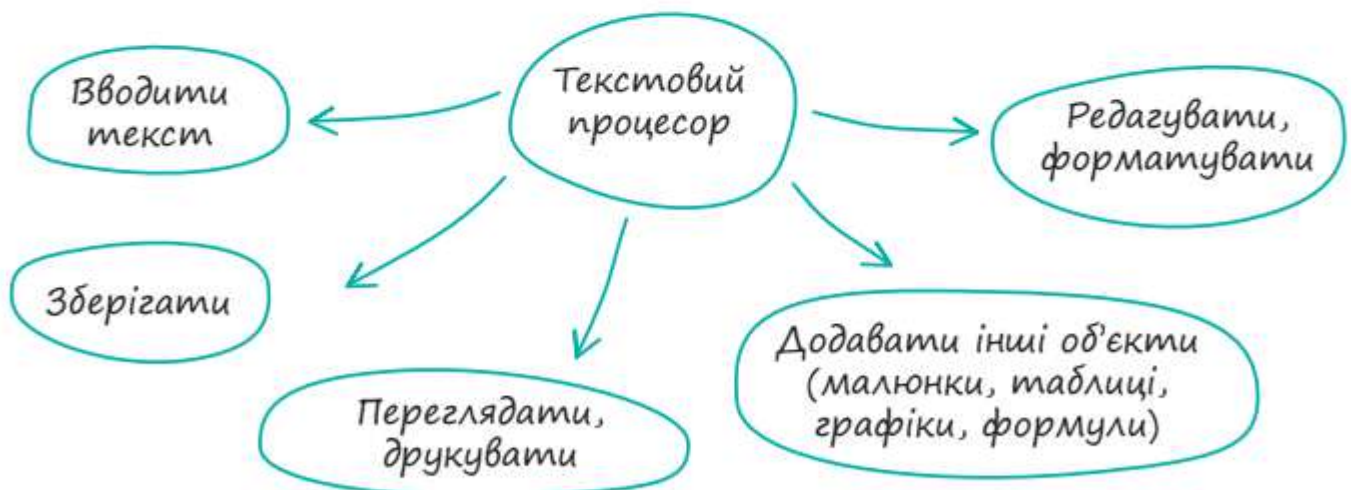 Текстовий
процесор
Вводити
текст
Редагувати,
форматувати
Зберігати
Додавати інші об'єкти
(малюнки, таблиці,
графіки, формули)
Переглядати,
друкувати